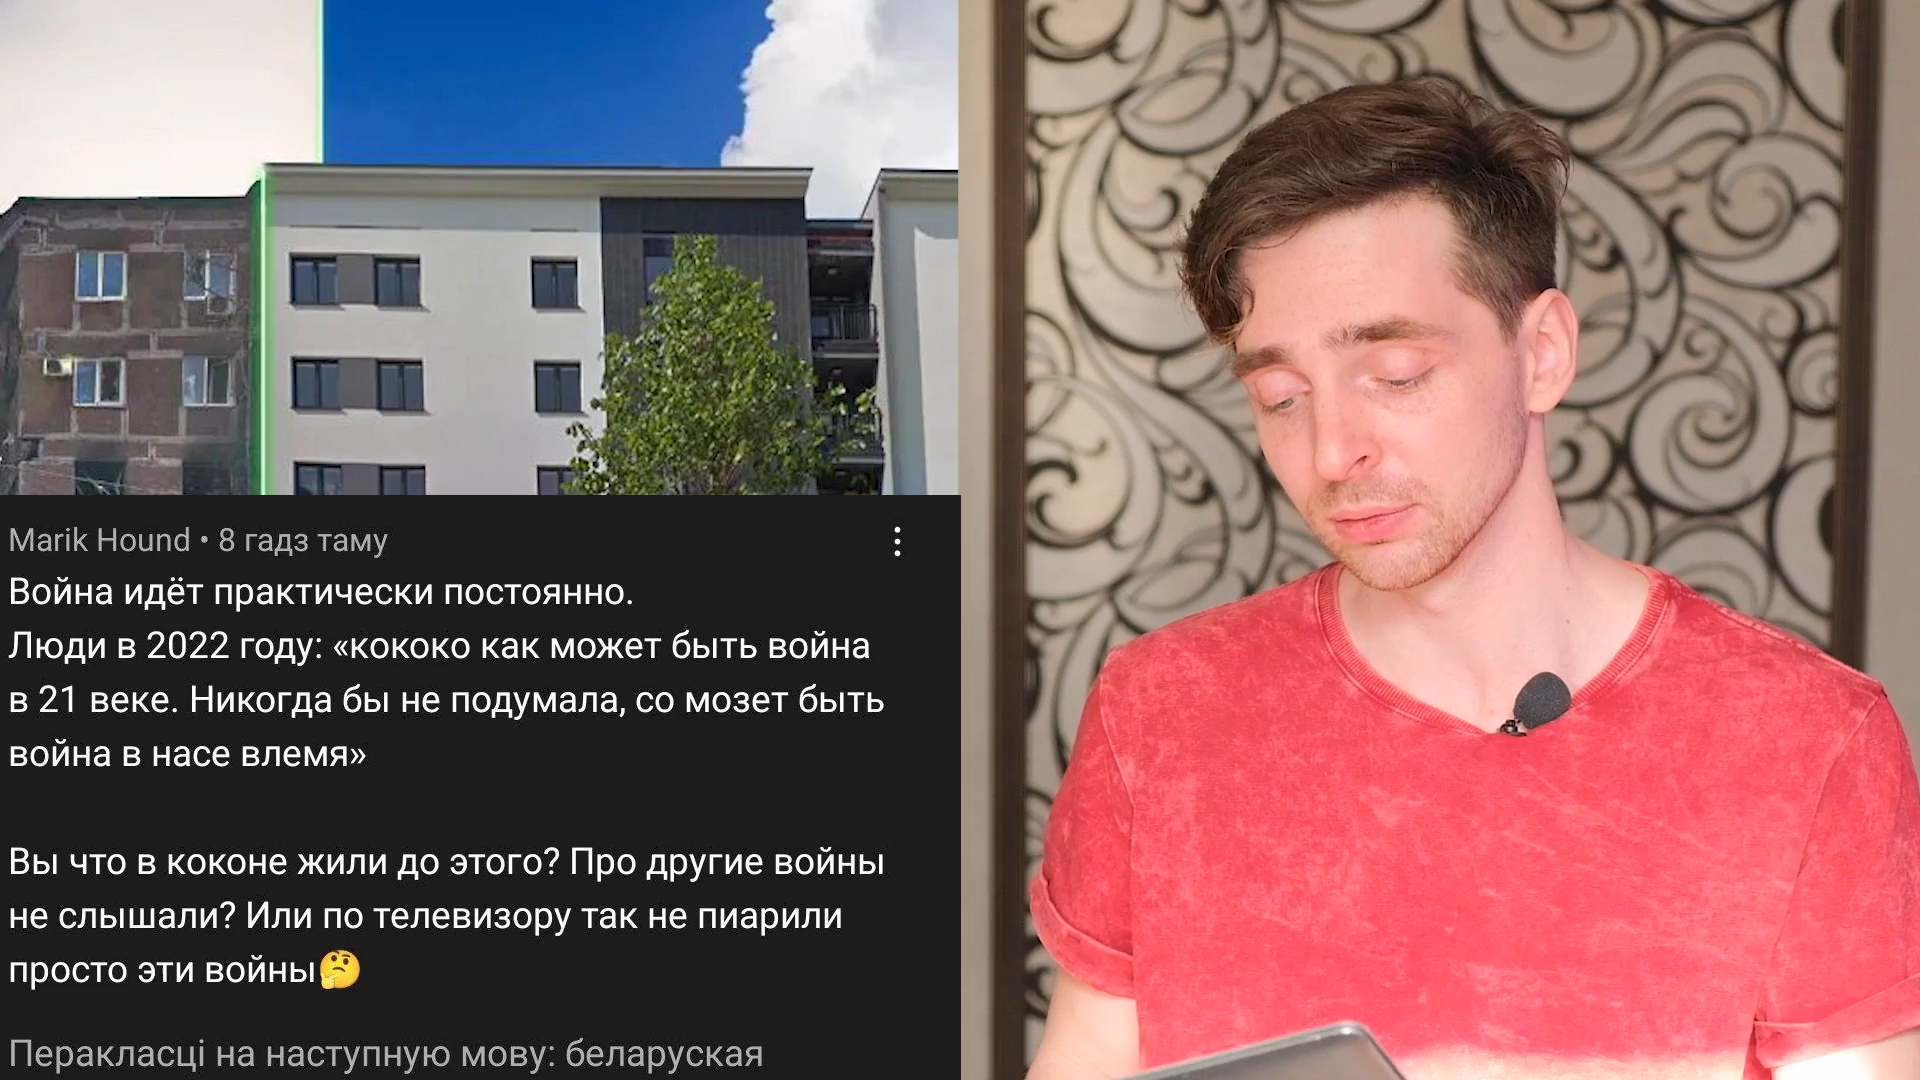 Marik Hound • 8 гадз таму
Война идёт практически постоянно.
Люди в 2022 году: «кококо как может быть война
в 21 веке. Никогда бы не подумала, со мозет быть
война в насе влемя»
Вы что в коконе жили до этого? Про другие войны
не слышали? Или по телевизору так не пиарили
просто эти войны🤔
Перакласці на наступную мову: беларуская